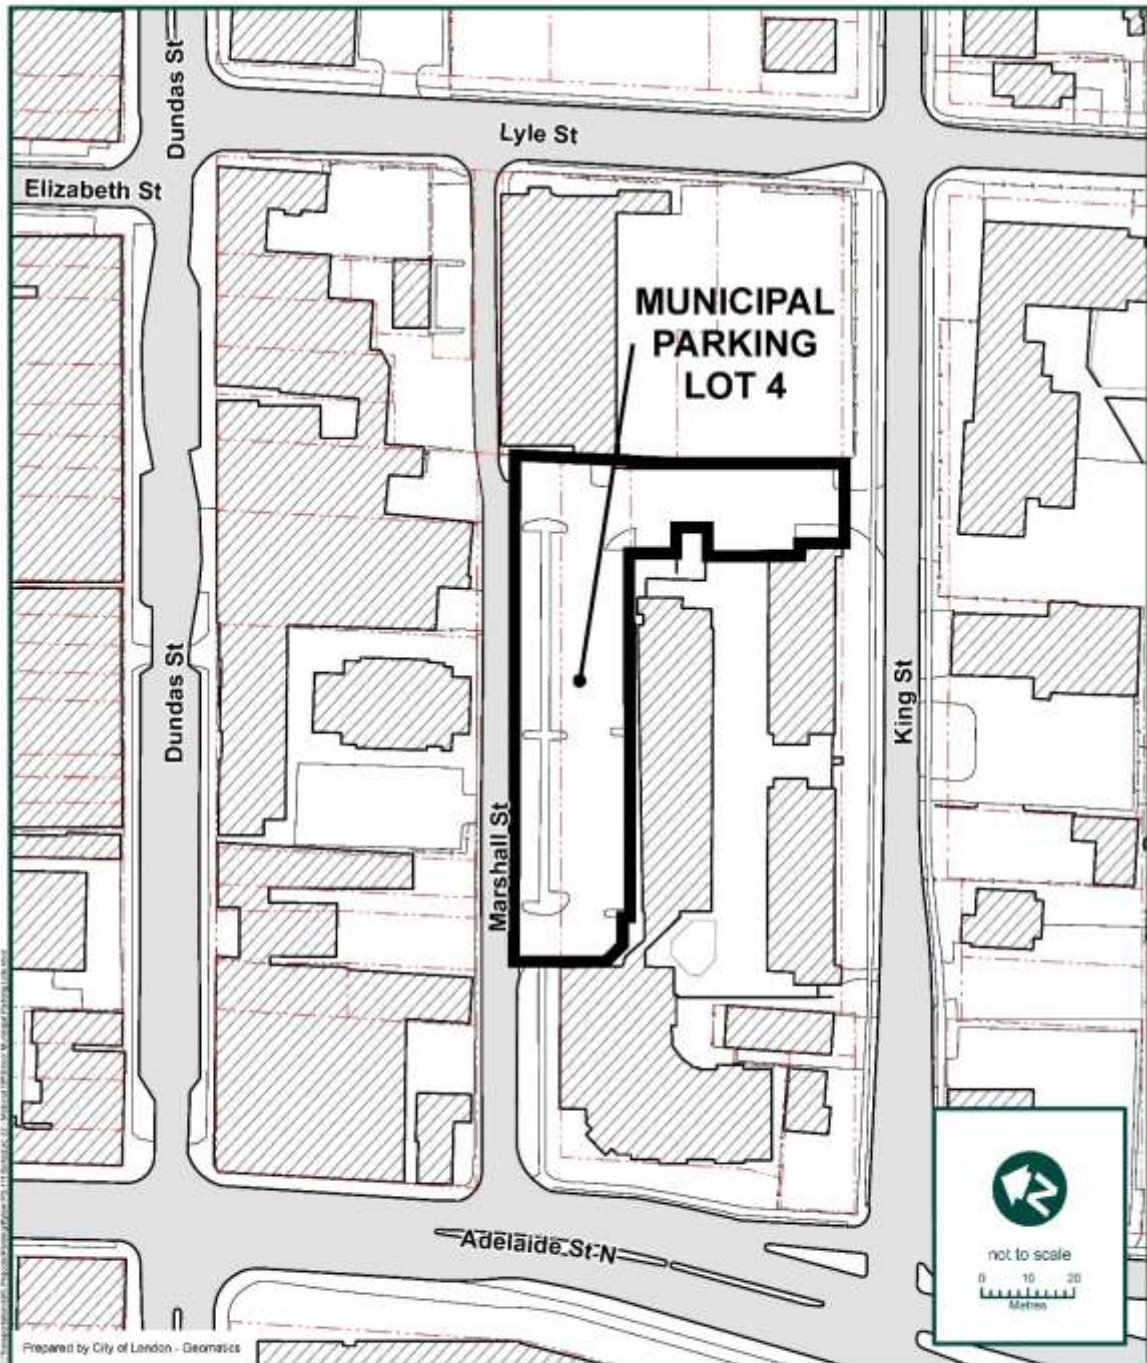 Dundas St
Lyle St
Elizabeth St
MUNICIPAL
PARKING
LOT 4
Dundas St
King St
Marshall St
Adelaide St N
N
not to scale
0 10 20
Metres
Prepared by City of London - Geomatics